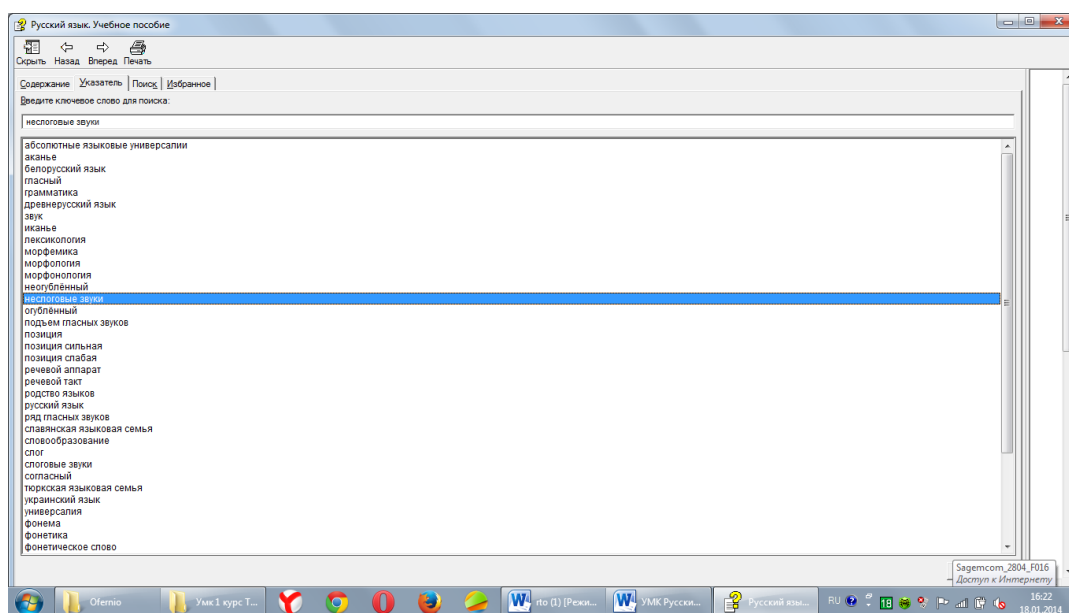 Русский язык. Учебное пособие
Скрыть Назад Вперед Печать
Содержание Указатель Поиск Избранное
Введите ключевое слово для поиска:
неслоговые звуки
абсолютные языковые универсалии
аканье
белорусский язык
гласный
грамматика
древнерусский язык
звук
иканье
лексикология
морфемика
морфология
морфонология
неогублённый
неслоговые звуки
огублённый
подъем гласных звуков
позиция
позиция сильная
позиция слабая
речевой аппарат
речевой такт
родство языков
русский язык
ряд гласных звуков
славянская языковая семья
словообразование
слог
слоговые звуки
согласный
тюркская языковая семья
украинский язык
универсалия
фонема
фонетика
фонетическое слово
Sagemcom_2804_F016
Доступ к Интернету
Ofernio Умк 1 курс Т... rto (1) [Режи... УМК Русски... Русский язы... RU 18 16:22
18.01.2014